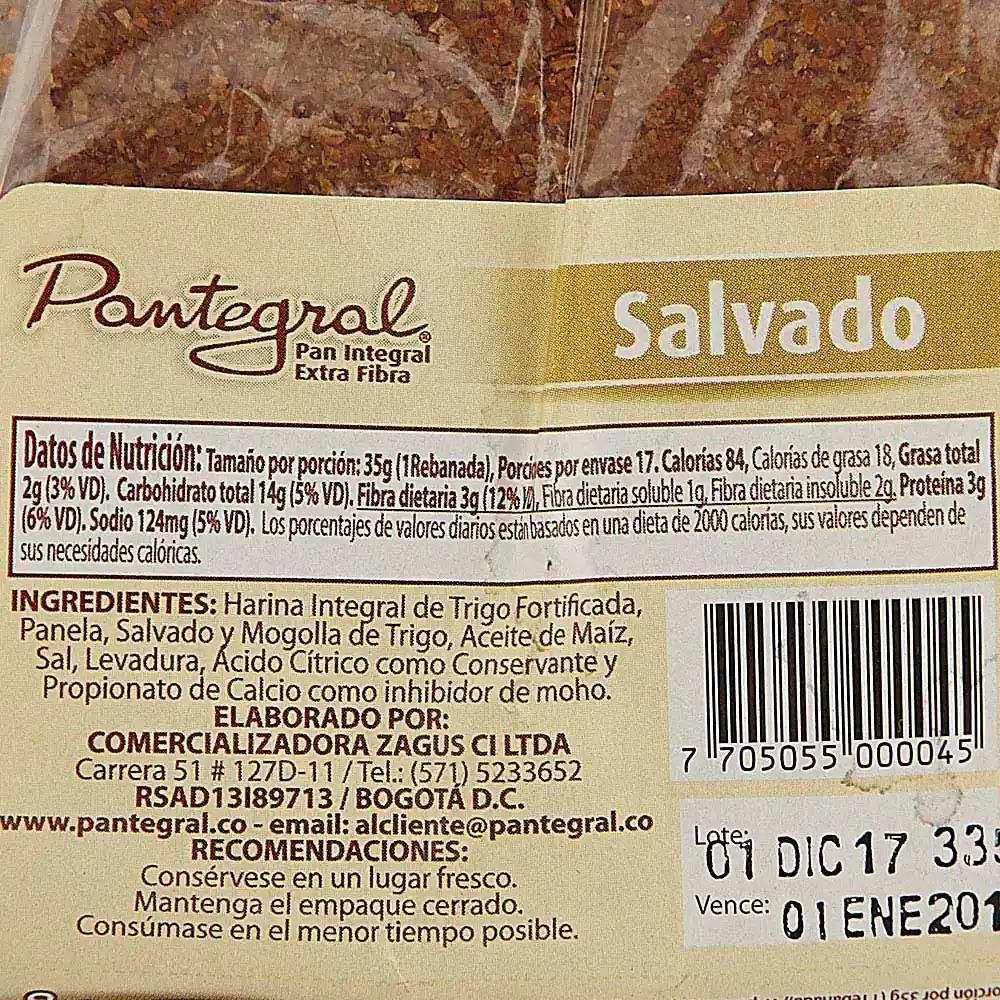 Pantegral®
Pan Integral
Extra Fibra
Salvado
Datos de Nutrición: Tamaño por porción: 35g (1Rebanada), Porciones por envase 17. Calorías 84, Calorías de grasa 18, Grasa total
2g (3% VD). Carbohidrato total 14g (5% VD). Fibra dietaria 3g (12% VD), Fibra dietaria soluble 1g, Fibra dietaria insoluble 2g. Proteína 3g
(6% VD). Sodio 124mg (5% VD). Los porcentajes de valores diarios están basados en una dieta de 2000 calorías, sus valores dependen de
sus necesidades calóricas.
INGREDIENTES: Harina Integral de Trigo Fortificada,
Panela, Salvado y Mogolla de Trigo, Aceite de Maíz,
Sal, Levadura, Ácido Cítrico como Conservante y
Propionato de Calcio como inhibidor de moho.
ELABORADO POR:
COMERCIALIZADORA ZAGUS CI LTDA
Carrera 51 # 127D-11 / Tel.: (571) 5233652
RSAD13I89713 / BOGOTÁ D.C.
www.pantegral.co - email: alcliente@pantegral.co
RECOMENDACIONES:
Consérvese en un lugar fresco.
Mantenga el empaque cerrado.
Consúmase en el menor tiempo posible.
7 705055 000045
Lote: 01 DIC 17 335
Vence: 01 ENE 201